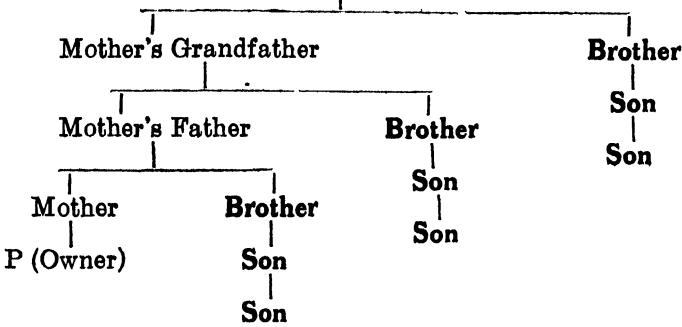 Mother's Grandfather Brother
Son
Mother's Father Brother Son
Son
Mother Brother Son
P (Owner) Son
Son